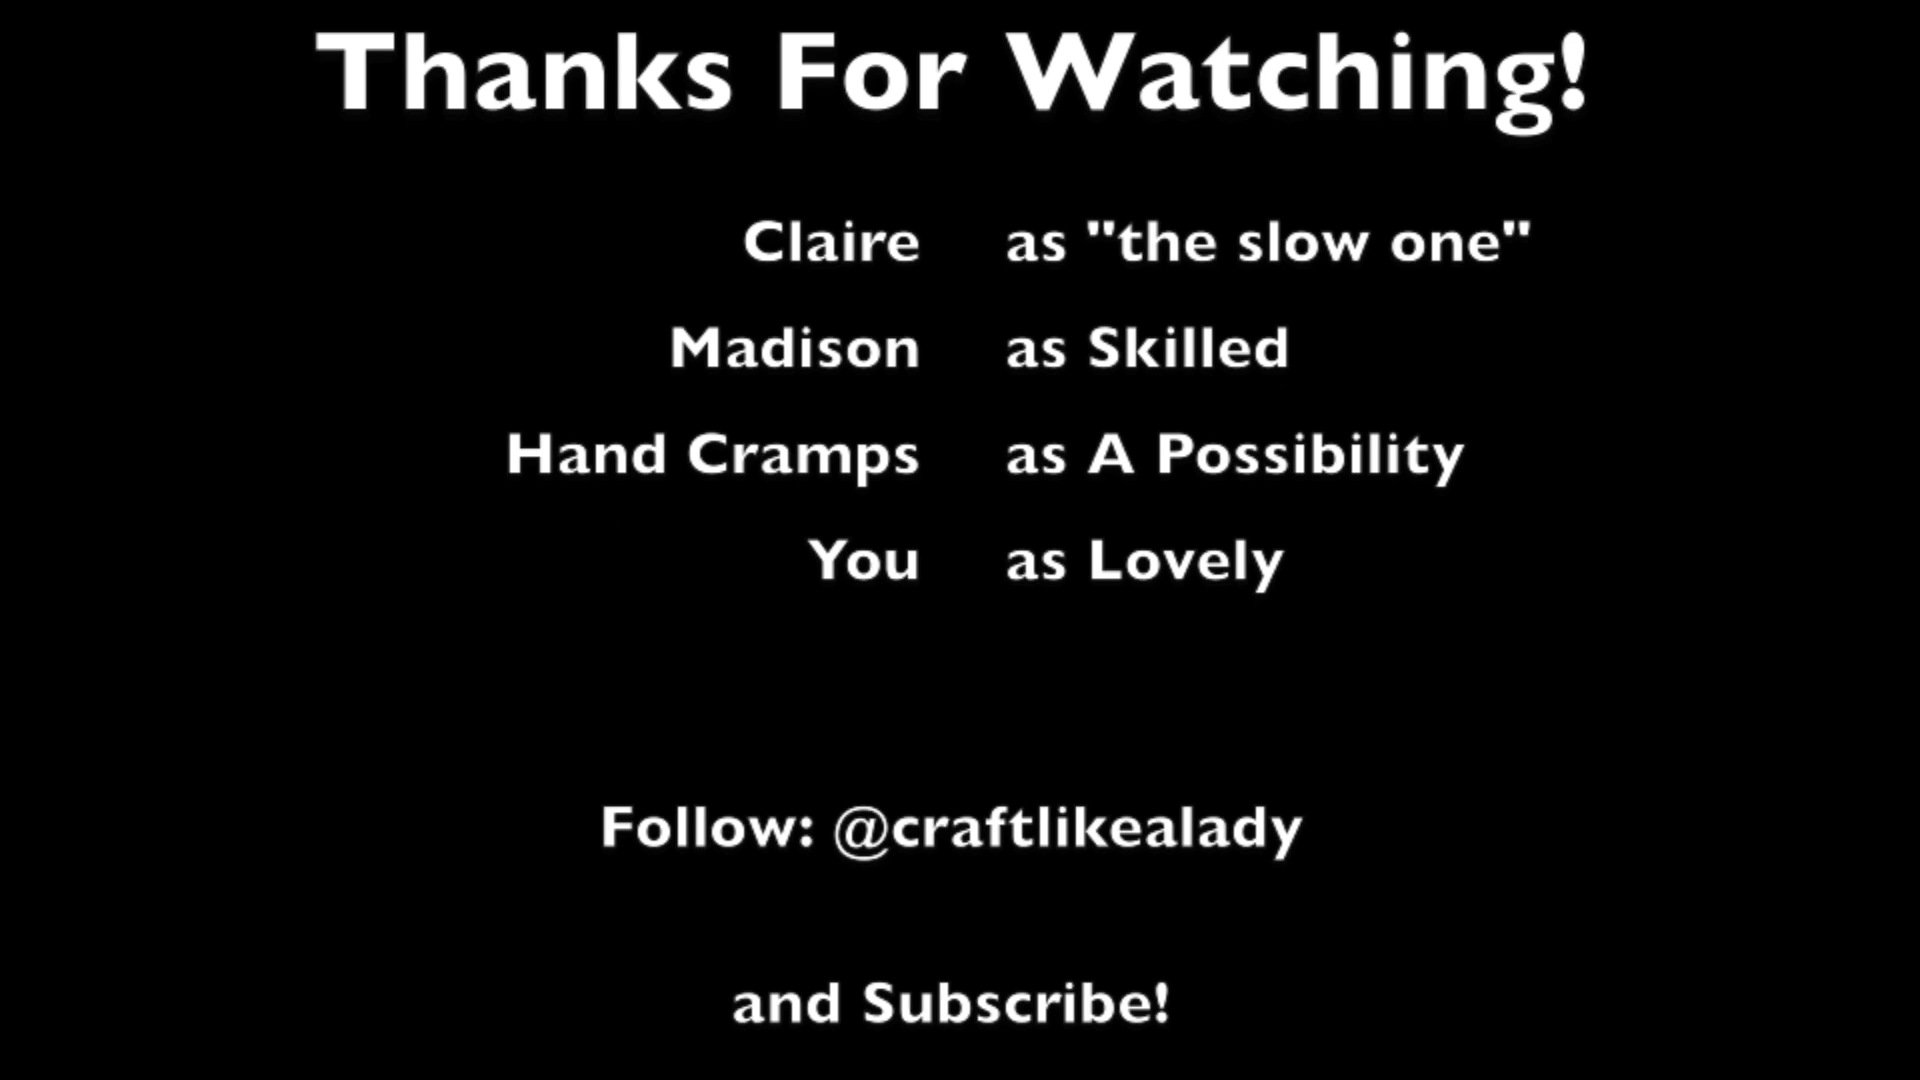 Thanks For Watching!
Claire as "the slow one"
Madison as Skilled
Hand Cramps as A Possibility
You as Lovely
Follow: @craftlikealady
and Subscribe!